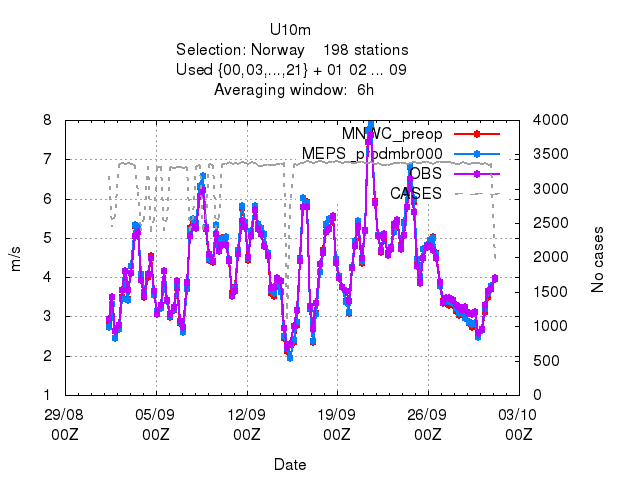 U10m
Selection: Norway 198 stations
Used {00,03,...,21} + 01 02 ... 09
Averaging window: 6h
8 4000
MNWC_preop
MEPS_prodmbr000
7 3500
OBS
CASES
6 3000
2500
5
m/s
No cases
2000
4
1500
3
1000
2 500
1 0
29/08 05/09 12/09 19/09 26/09 03/10
00Z 00Z 00Z 00Z 00Z 00Z
Date